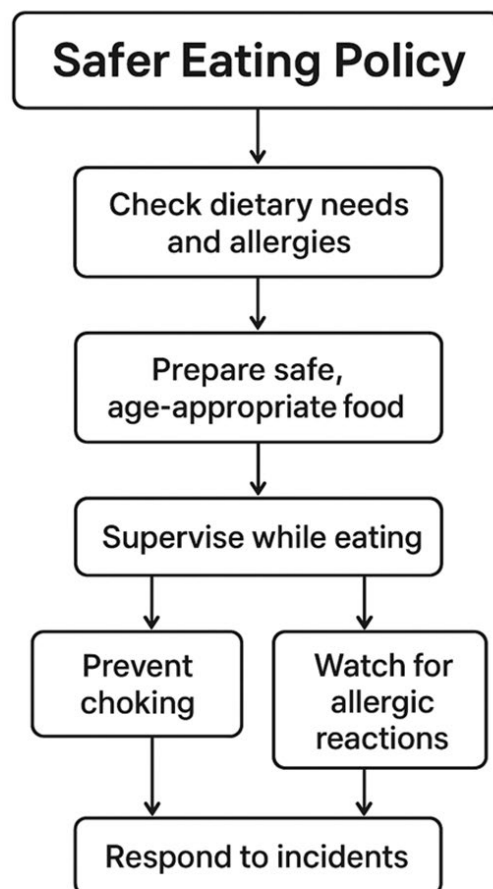 Safer Eating Policy
Check dietary needs
and allergies
Prepare safe,
age-appropriate food
Supervise while eating
Prevent
choking
Watch for
allergic
reactions
Respond to incidents